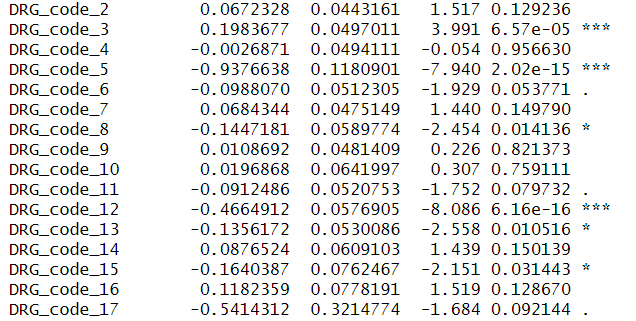 DRG_code_2 0.0672328 0.0443161 1.517 0.129236
DRG_code_3 0.1983677 0.0497011 3.991 6.57e-05 ***
DRG_code_4 -0.0026871 0.0494111 -0.054 0.956630
DRG_code_5 -0.9376638 0.1180901 -7.940 2.02e-15 ***
DRG_code_6 -0.0988070 0.0512305 -1.929 0.053771 .
DRG_code_7 0.0684344 0.0475149 1.440 0.149790
DRG_code_8 -0.1447181 0.0589774 -2.454 0.014136 *
DRG_code_9 0.0108692 0.0481409 0.226 0.821373
DRG_code_10 0.0196868 0.0641997 0.307 0.759111
DRG_code_11 -0.0912486 0.0520753 -1.752 0.079732 .
DRG_code_12 -0.4664912 0.0576905 -8.086 6.16e-16 ***
DRG_code_13 -0.1356172 0.0530086 -2.558 0.010516 *
DRG_code_14 0.0876524 0.0609103 1.439 0.150139
DRG_code_15 -0.1640387 0.0762467 -2.151 0.031443 *
DRG_code_16 0.1182359 0.0778191 1.519 0.128670
DRG_code_17 -0.5414312 0.3214774 -1.684 0.092144 .